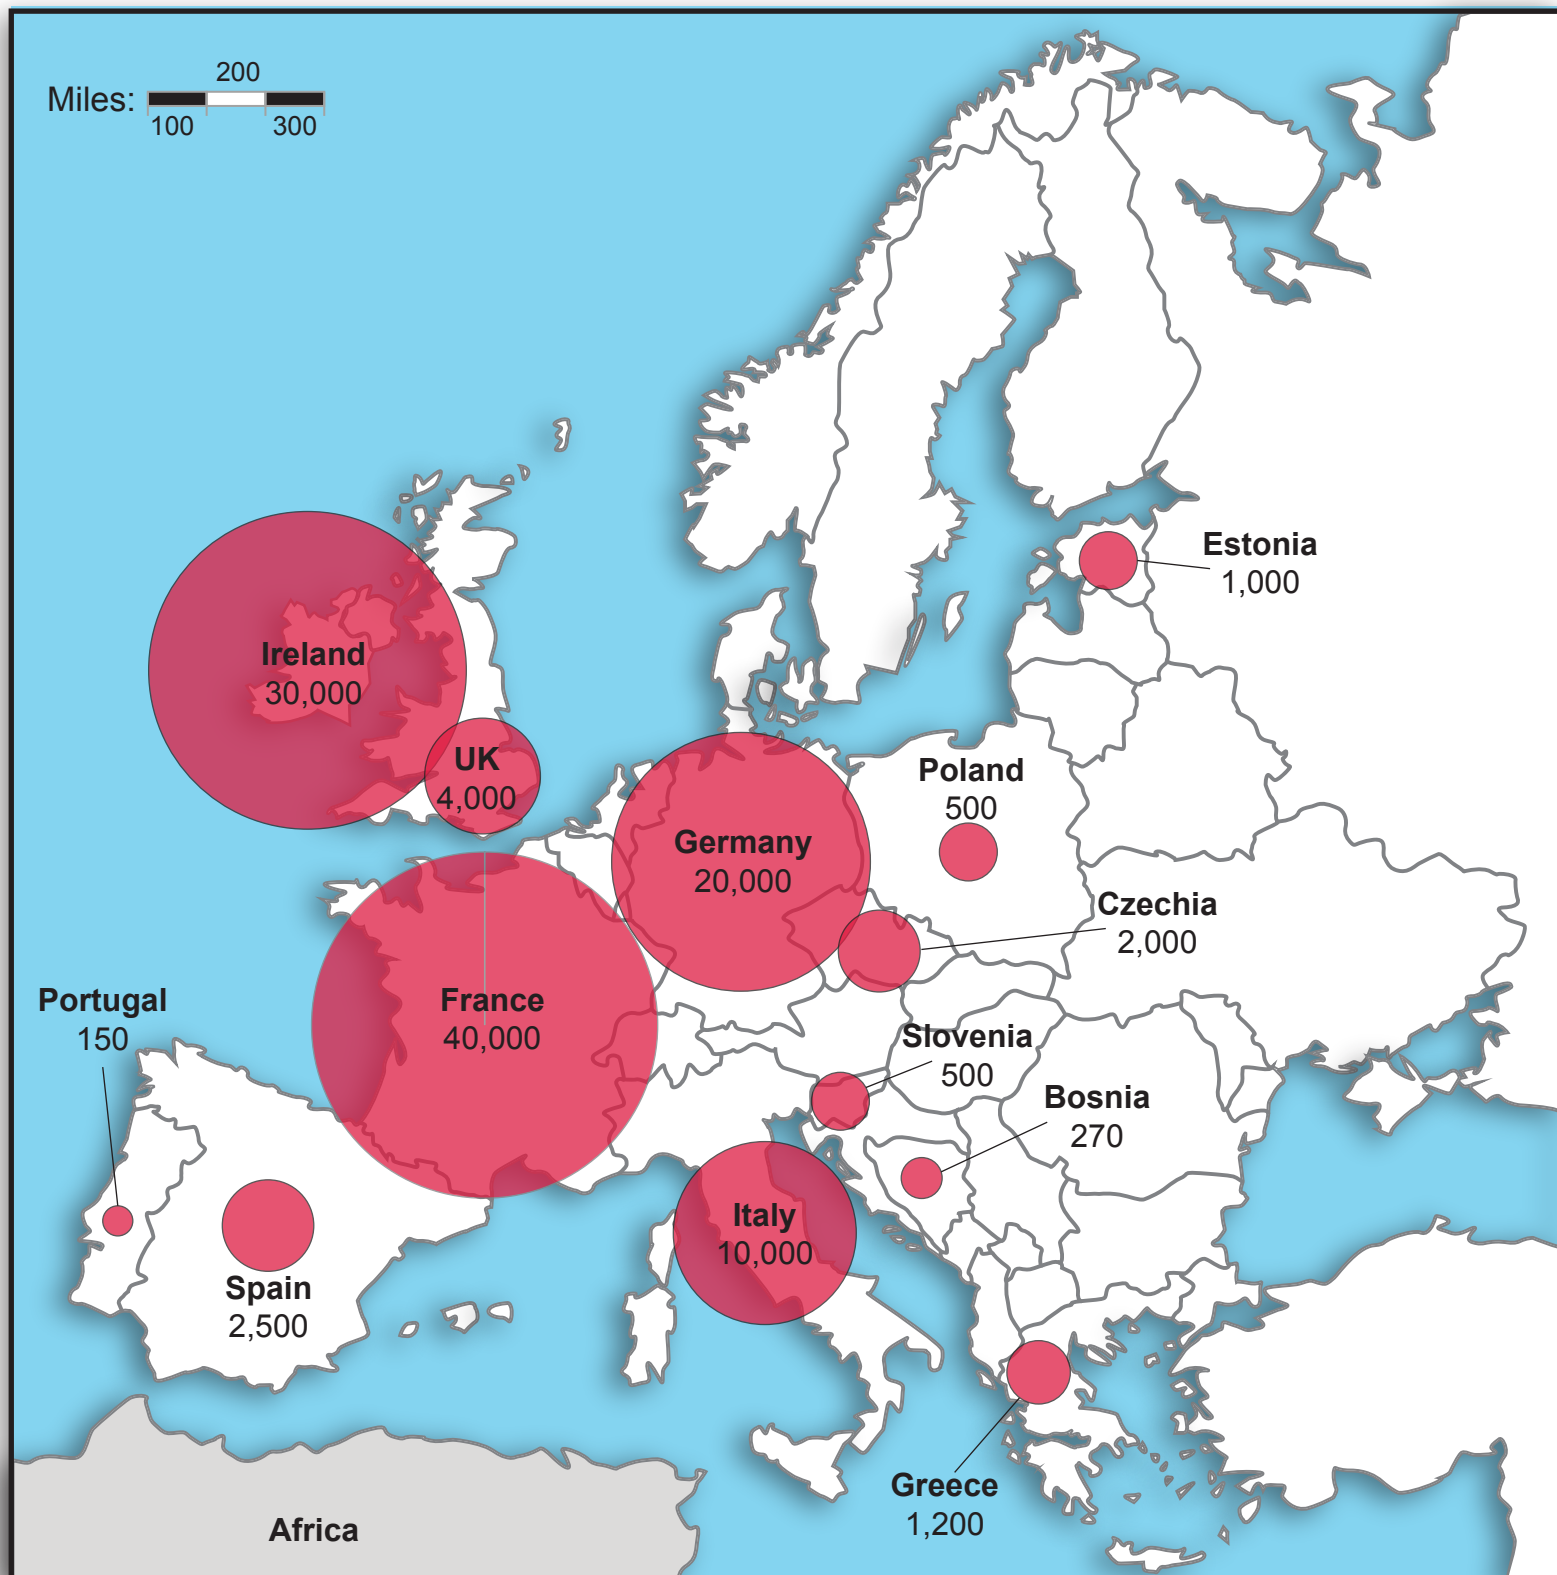 200
Miles:
100 300
Estonia
1,000
Ireland
30,000
UK
4,000
Poland
500
Germany
20,000
Czechia
2,000
Portugal
150
France
40,000
Slovenia
500
Bosnia
270
Italy
10,000
Spain
2,500
Greece
1,200
Africa